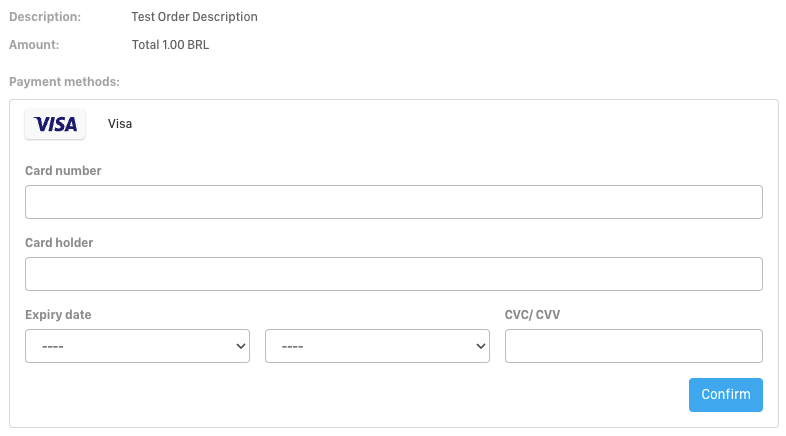 Description: Test Order Description
Amount: Total 1.00 BRL
Payment methods:
VISA Visa
Card number
Card holder
Expiry date CVC/ CVV
---- ----
Confirm